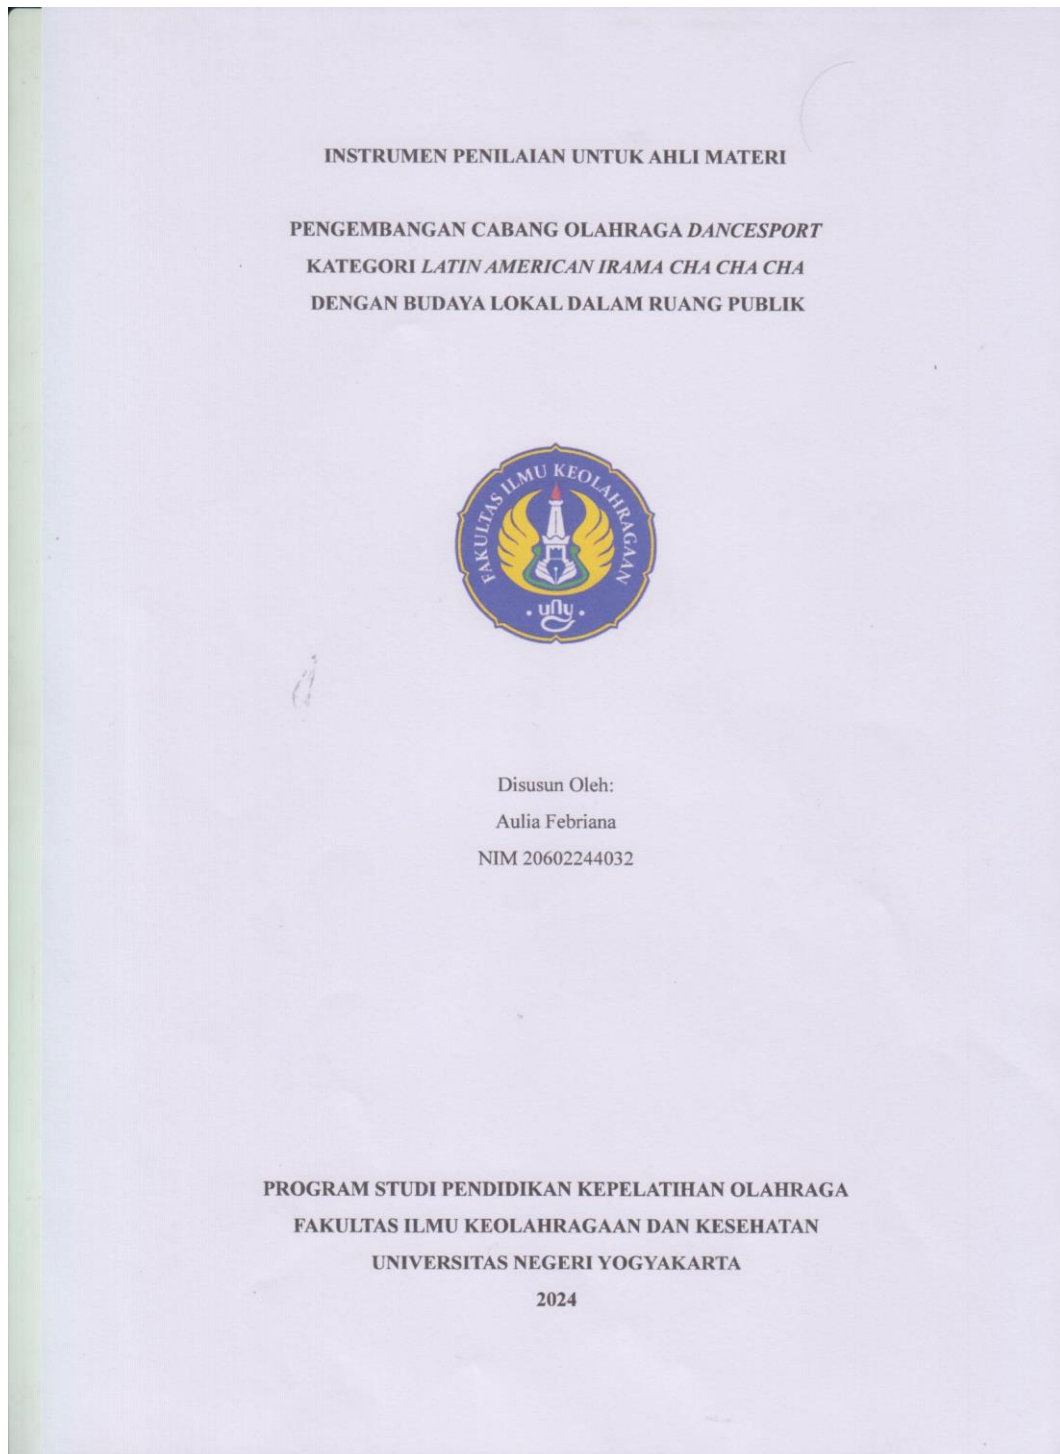 INSTRUMEN PENILAIAN UNTUK AHLI MATERI
PENGEMBANGAN CABANG OLAHRAGA DANCESPORT
KATEGORI LATIN AMERICAN IRAMA CHA CHA CHA
DENGAN BUDAYA LOKAL DALAM RUANG PUBLIK
FAKULTAS ILMU KEOLAHRAGAAN
uny
Disusun Oleh:
Aulia Febriana
NIM 20602244032
PROGRAM STUDI PENDIDIKAN KEPELATIHAN OLAHRAGA
FAKULTAS ILMU KEOLAHRAGAAN DAN KESEHATAN
UNIVERSITAS NEGERI YOGYAKARTA
2024